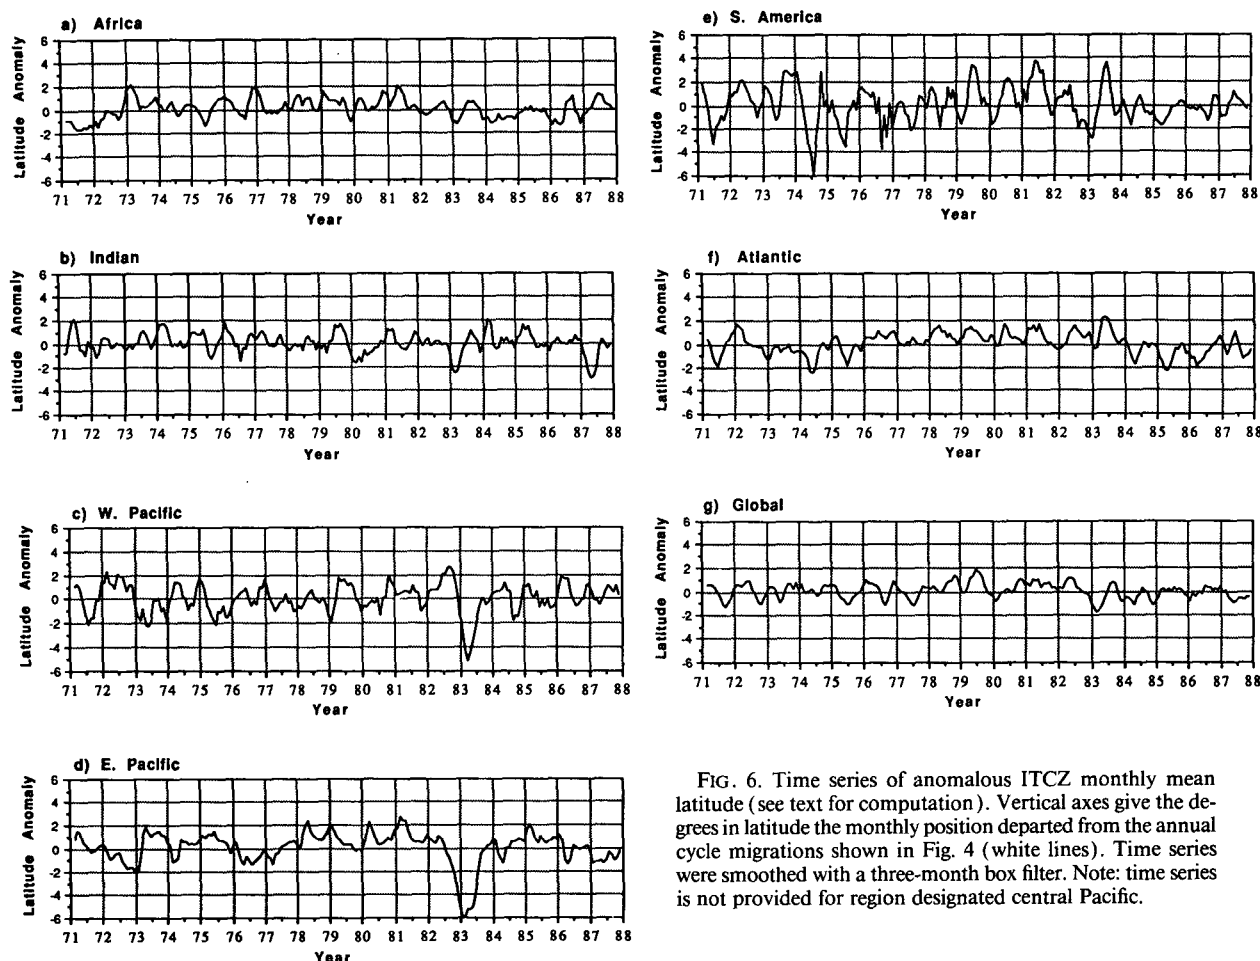 a) Africa
Latitude Anomaly
6
4
2
0
-2
-4
-6
71 72 73 74 75 76 77 78 79 80 81 82 83 84 85 86 87 88
Year
b) Indian
Latitude Anomaly
6
4
2
0
-2
-4
-6
71 72 73 74 75 76 77 78 79 80 81 82 83 84 85 86 87 88
Year
c) W. Pacific
Latitude Anomaly
6
4
2
0
-2
-4
-6
71 72 73 74 75 76 77 78 79 80 81 82 83 84 85 86 87 88
Year
d) E. Pacific
Latitude Anomaly
6
4
2
0
-2
-4
-6
71 72 73 74 75 76 77 78 79 80 81 82 83 84 85 86 87 88
Year
e) S. America
Latitude Anomaly
6
4
2
0
-2
-4
-6
71 72 73 74 75 76 77 78 79 80 81 82 83 84 85 86 87 88
Year
f) Atlantic
Latitude Anomaly
6
4
2
0
-2
-4
-6
71 72 73 74 75 76 77 78 79 80 81 82 83 84 85 86 87 88
Year
g) Global
Latitude Anomaly
6
4
2
0
-2
-4
-6
71 72 73 74 75 76 77 78 79 80 81 82 83 84 85 86 87 88
Year
FIG. 6. Time series of anomalous ITCZ monthly mean
latitude (see text for computation). Vertical axes give the de-
grees in latitude the monthly position departed from the annual
cycle migrations shown in Fig. 4 (white lines). Time series
were smoothed with a three-month box filter. Note: time series
is not provided for region designated central Pacific.